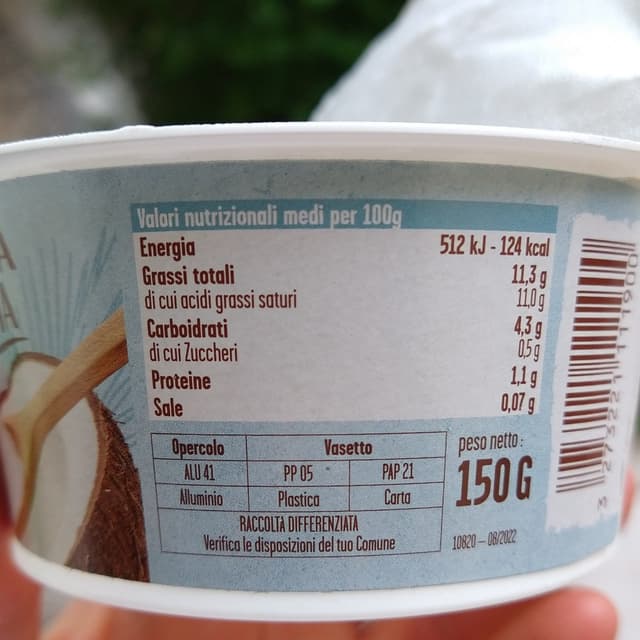 Valori nutrizionali medi per 100g
Energia 512 kJ - 124 kcal
Grassi totali 11,3 g
di cui acidi grassi saturi 11,0 g
Carboidrati 4,3 g
di cui Zuccheri 0,5 g
Proteine 1,1 g
Sale 0,07 g
Opercolo Vasetto
ALU 41 PP 05 PAP 21
Alluminio Plastica Carta
RACCOLTA DIFFERENZIATA
Verifica le disposizioni del tuo Comune
peso netto:
150 G
10820 – 08/2022